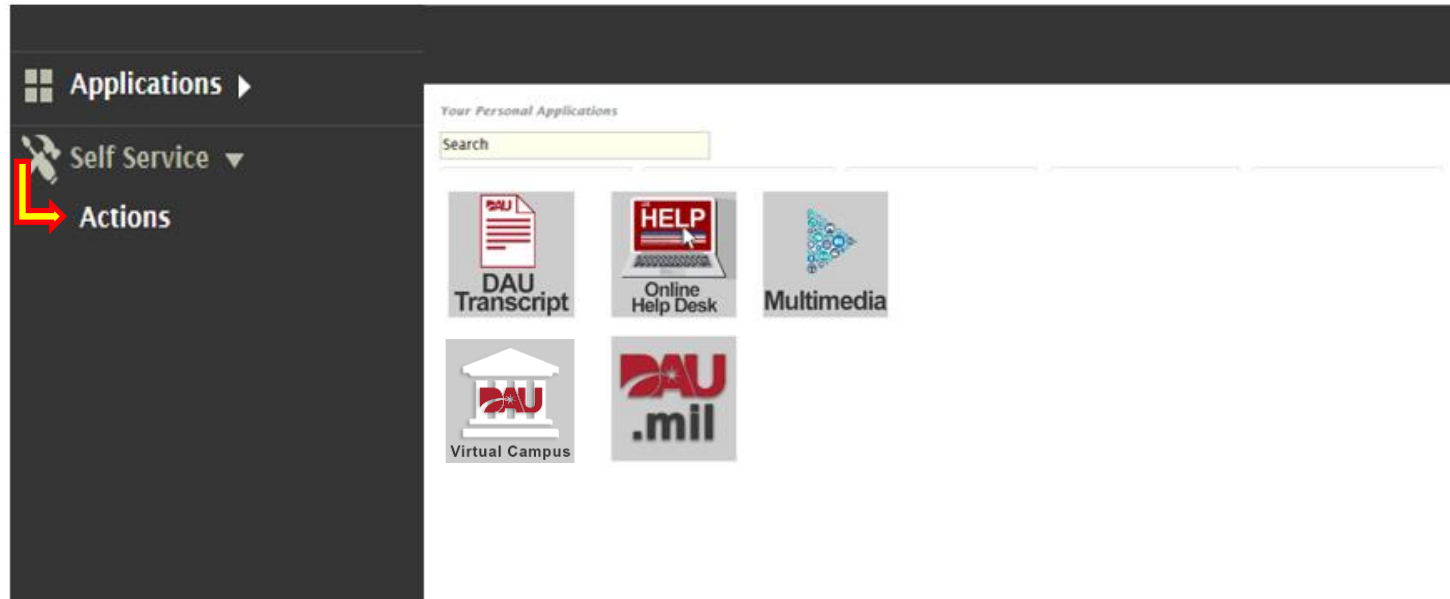 Applications
Self Service
Actions
Your Personal Applications
Search
DAU
DAU
Transcript
HELP
Online
Help Desk
Multimedia
DAU
Virtual Campus
DAU
.mil